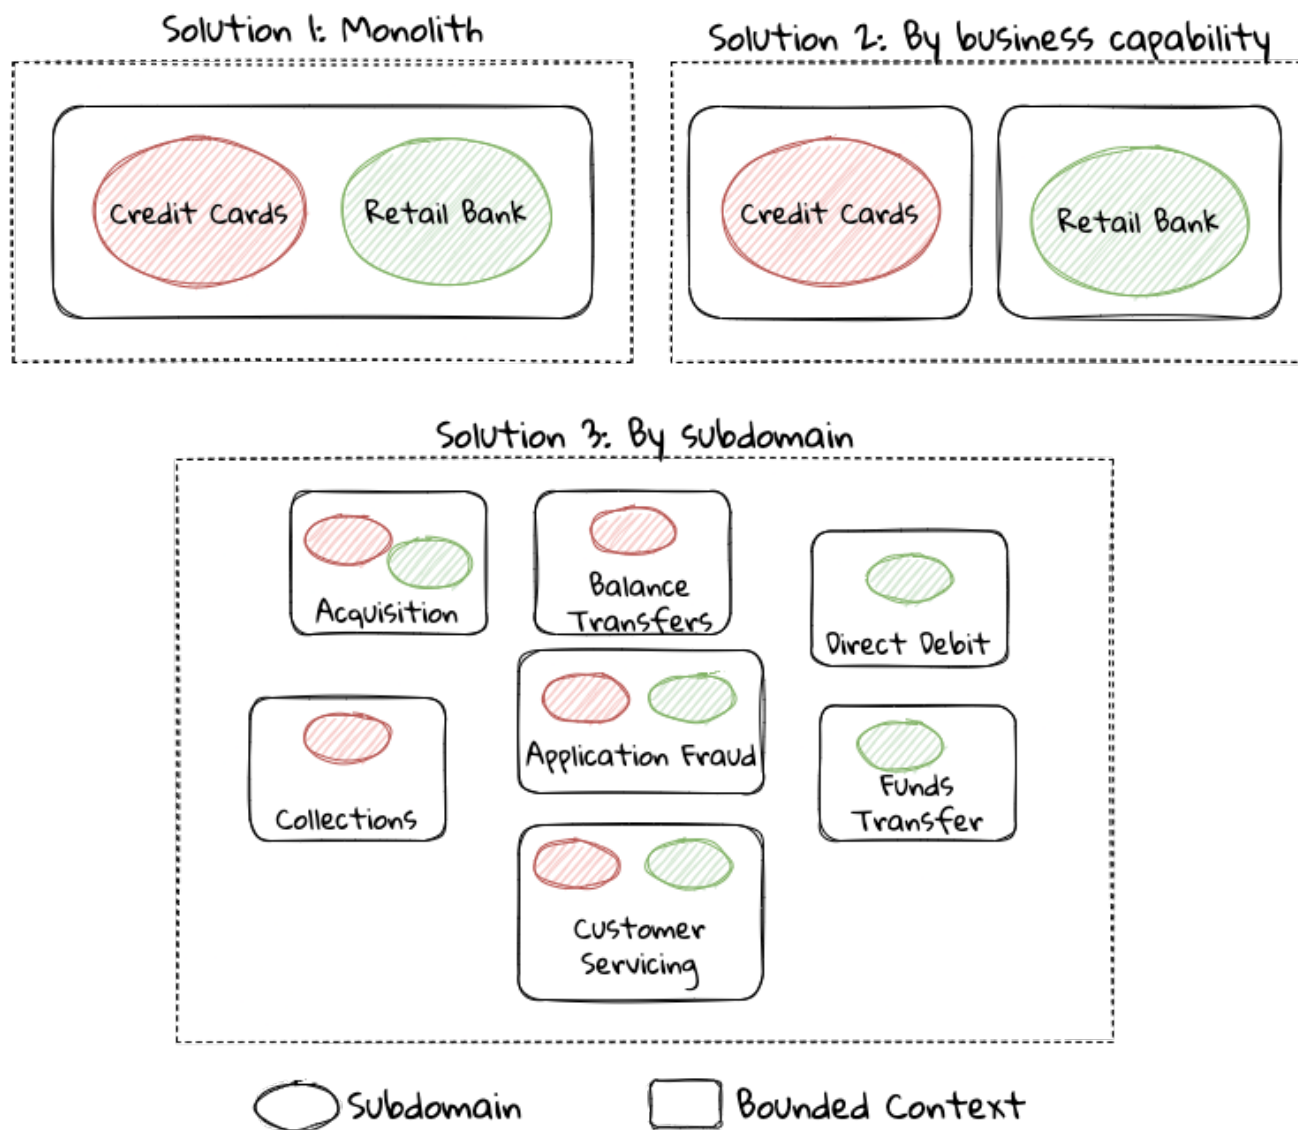 Solution 1: Monolith
Solution 2: By business capability
Credit Cards
Retail Bank
Credit Cards
Retail Bank
Solution 3: By subdomain
Acquisition
Balance
Transfers
Direct Debit
Collections
Application Fraud
Funds
Transfer
Customer
Servicing
Subdomain
Bounded Context